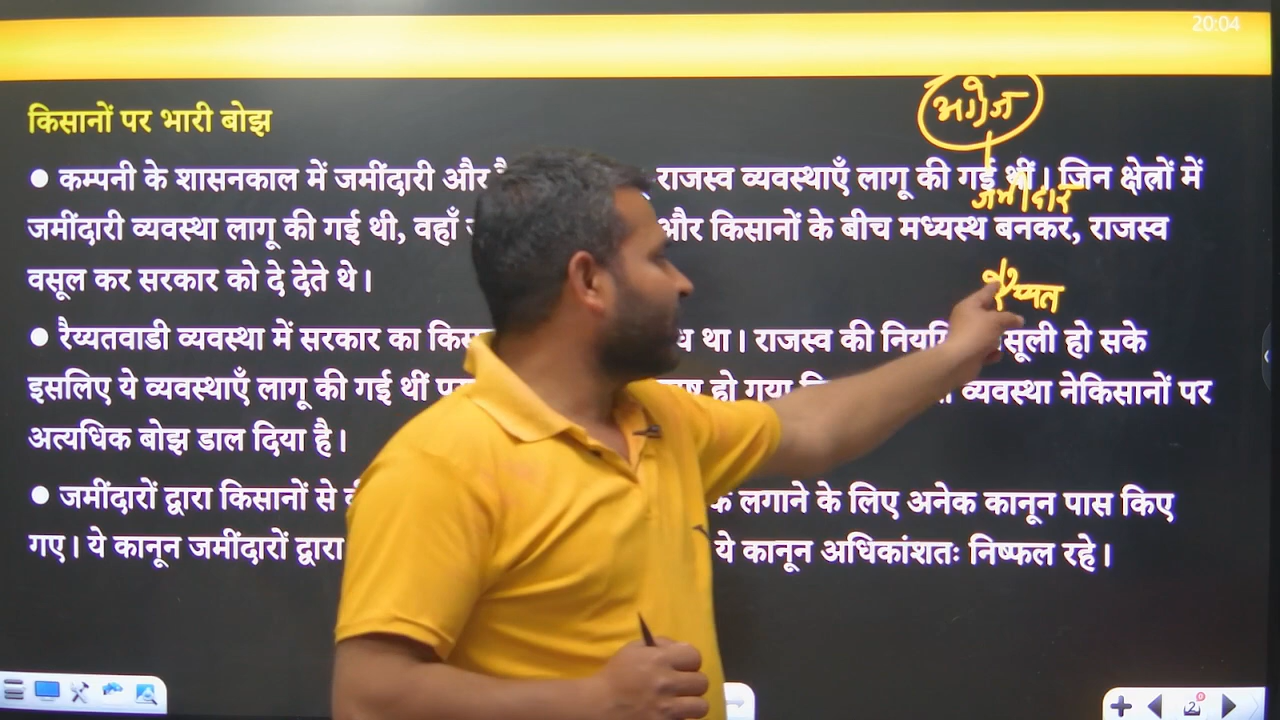 20:04
किसानों पर भारी बोझ
अंग्रेज
● कम्पनी के शासनकाल में जमींदारी और राजस्व व्यवस्थाएँ लागू की गई थीं। जिन क्षेत्रों में
जमींदार
जमींदारी व्यवस्था लागू की गई थी, वहाँ और किसानों के बीच मध्यस्थ बनकर, राजस्व
वसूल कर सरकार को दे देते थे।
रैय्यत
● रैय्यतवाडी व्यवस्था में सरकार का था। राजस्व की हो सके
इसलिए ये व्यवस्थाएँ लागू की गई थीं हो गया व्यवस्था नेकिसानों पर
अत्यधिक बोझ डाल दिया है।
● जमींदारों द्वारा किसानों से लगाने के लिए अनेक कानून पास किए
गए। ये कानून जमींदारों द्वारा ये कानून अधिकांशतः निष्फल रहे।
2